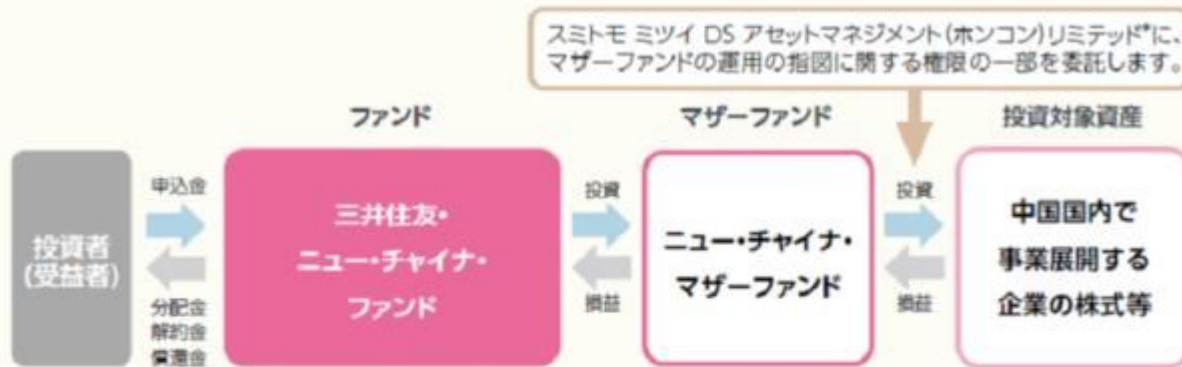 スミトモ ミツイ DS アセットマネジメント(ホンコン)リミテッド*に、
マザーファンドの運用の指図に関する権限の一部を委託します。
ファンド
マザーファンド
投資対象資産
投資者
(受益者)
申込金
分配金
解約金
償還金
三井住友・
ニュー・チャイナ・
ファンド
投資
損益
ニュー・チャイナ・
マザーファンド
投資
損益
中国国内で
事業展開する
企業の株式等